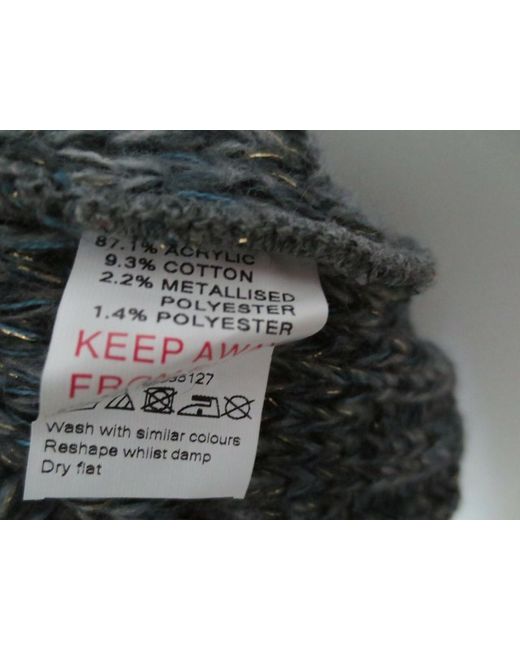 87.1% ACRYLIC
9.3% COTTON
2.2% METALLISED
POLYESTER
1.4% POLYESTER
KEEP
Wash with similar colours
Reshape whilst damp
Dry flat